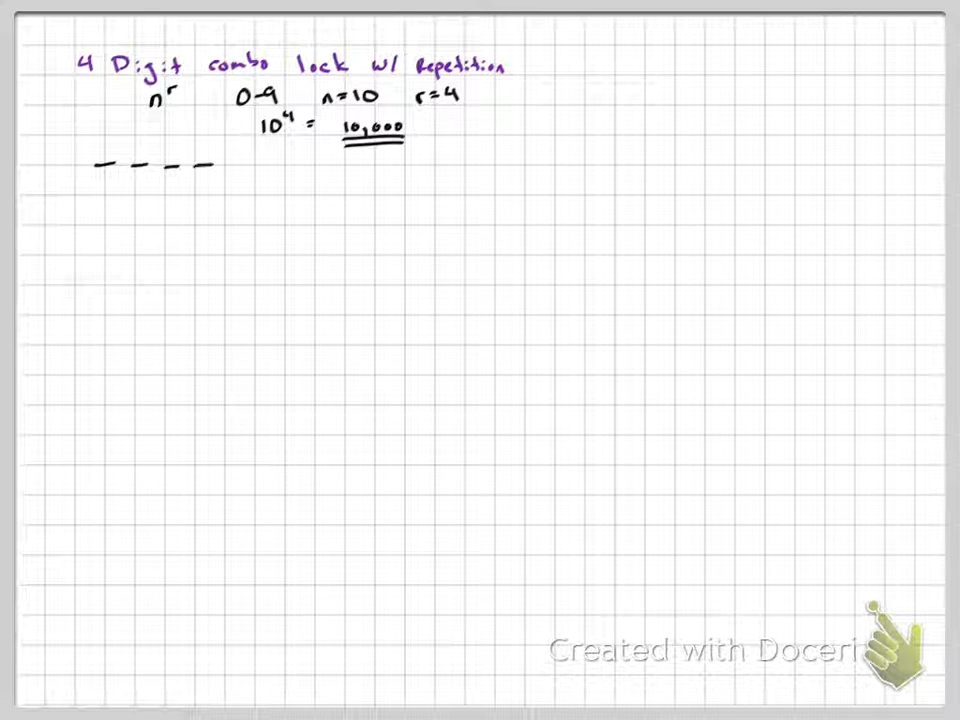 4 Digit combo lock w/ Repetition
n^r 0-9 n=10 r=4
10^4 = 10,000
_ _ _ _
Created with Doceri